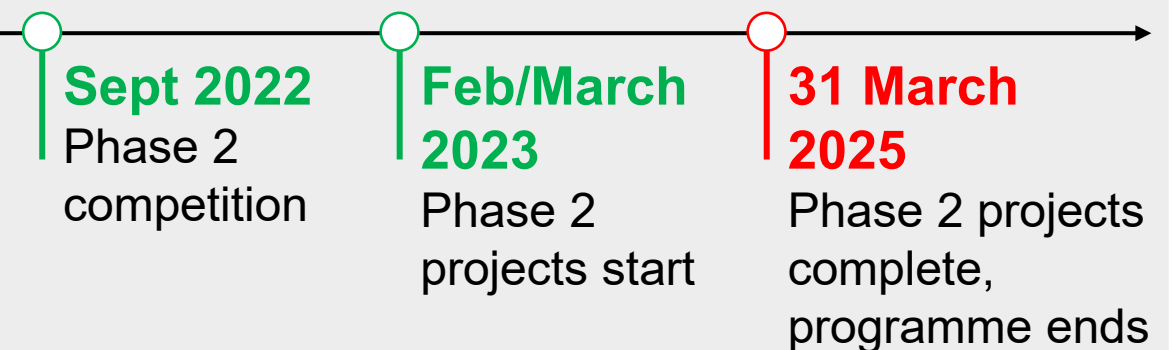 Sept 2022
Phase 2
competition
Feb/March
2023
Phase 2
projects start
31 March
2025
Phase 2 projects
complete,
programme ends